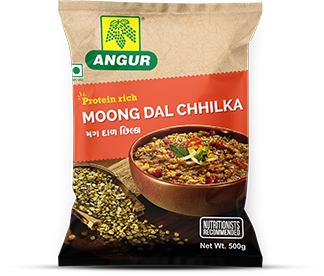 ANGUR
Protein rich
MOONG DAL CHHILKA
મગ દાળ છિલ્કા
NUTRITIONISTS
RECOMMENDED
Net Wt. 500g